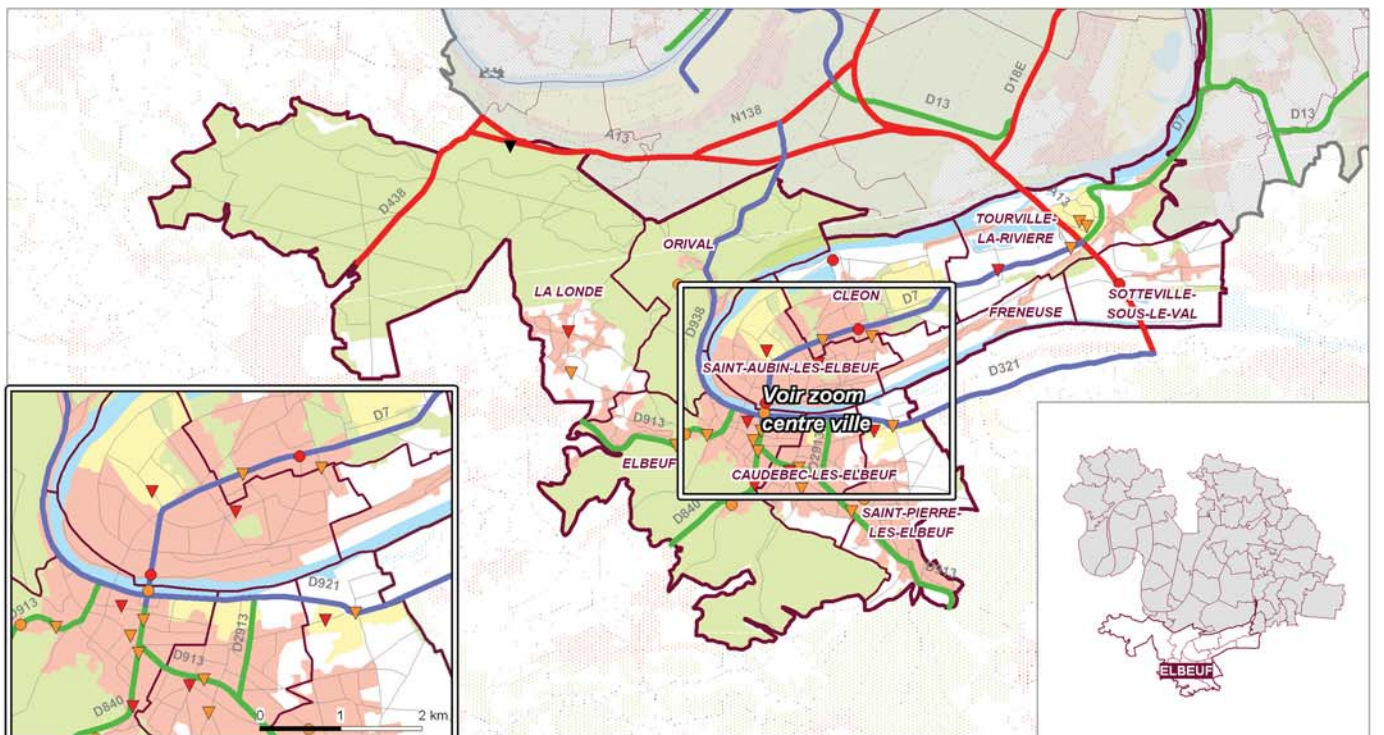 N138
A13
D18E
D13
D13
D7
D438
A13
TOURVILLE-
LA-RIVIERE
ORIVAL
LA LONDE
CLEON
D7
D938
FRENEUSE
SOTTEVILLE-
SOUS-LE-VAL
SAINT-AUBIN-LES-ELBEUF
D321
Voir zoom
centre ville
D913
D2913
ELBEUF
CAUDEBEC-LES-ELBEUF
D840
SAINT-PIERRE-
LES-ELBEUF
D913
D7
D921
D913
D2913
D913
D840
0 1 2 km
ELBEUF